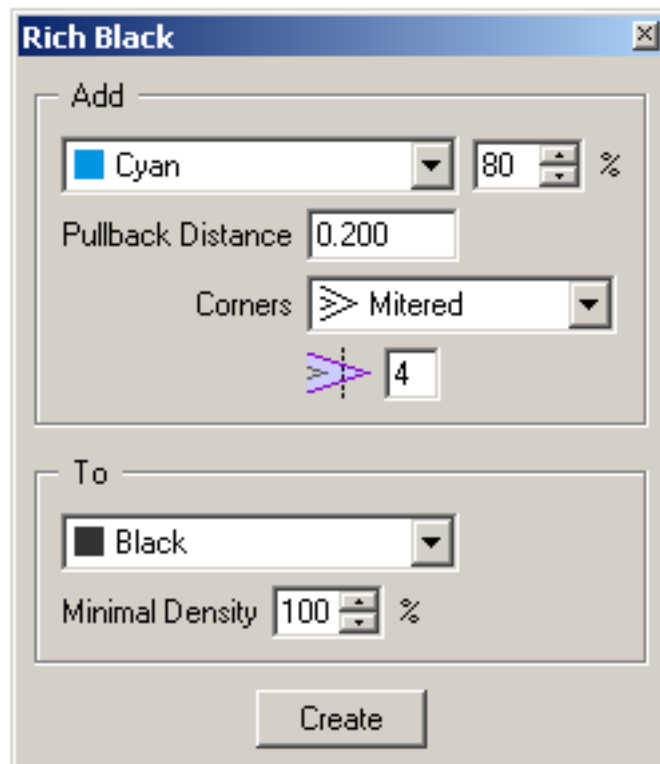 Rich Black
Add
Cyan 80 %
Pullback Distance 0.200
Corners Mitered
4
To
Black
Minimal Density 100 %
Create